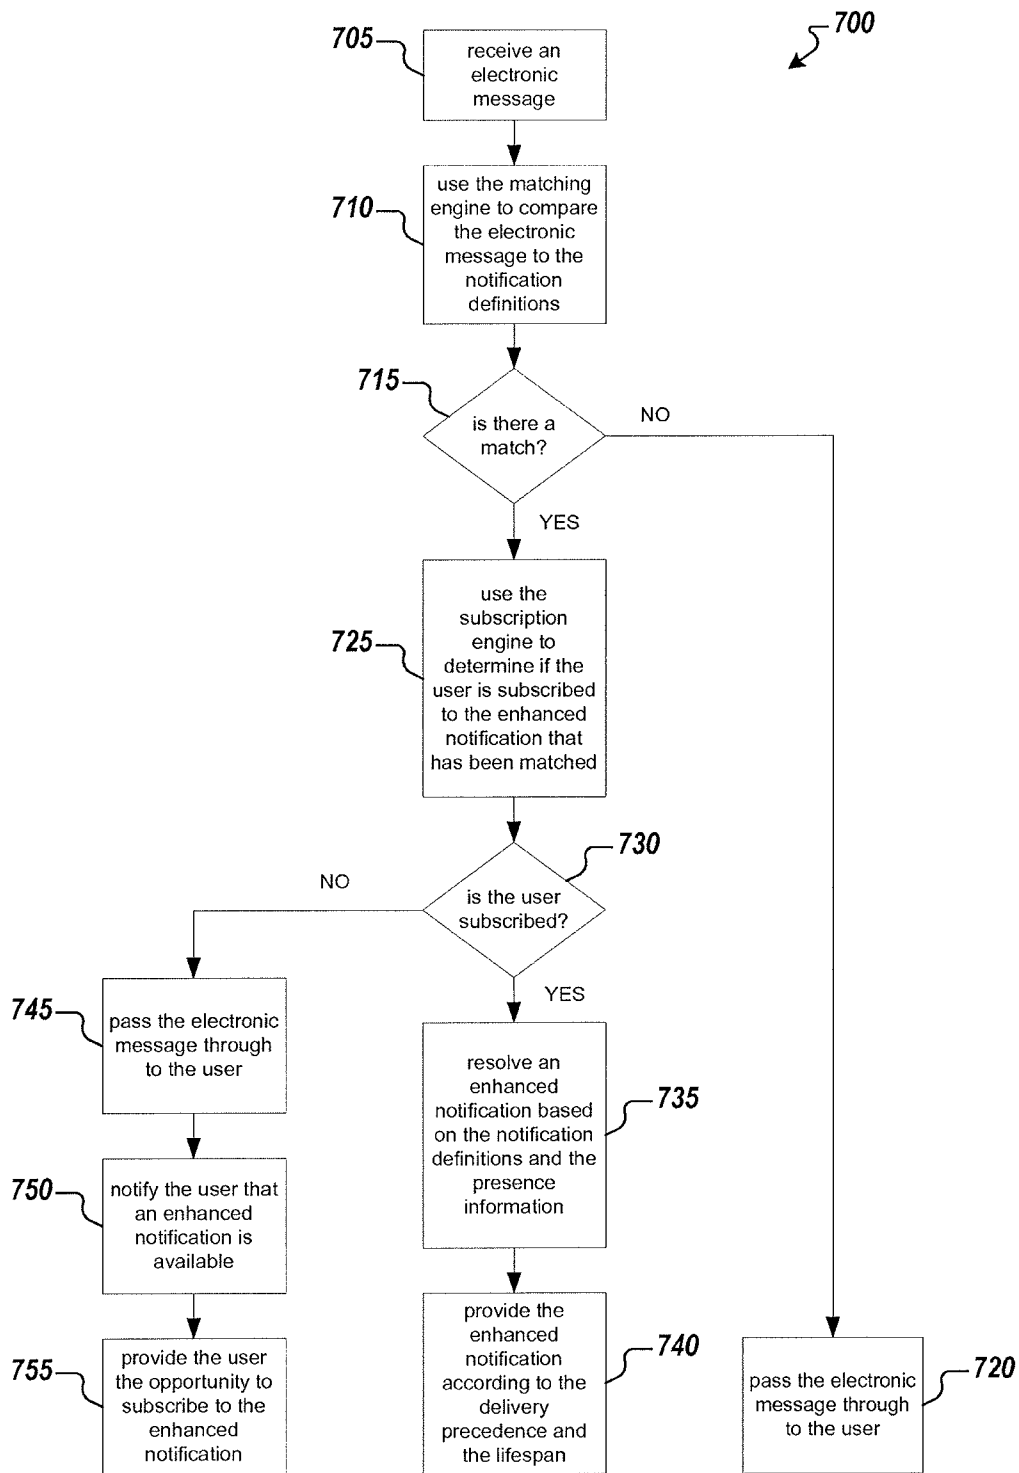 700
705
receive an
electronic
message
710
use the matching
engine to compare
the electronic
message to the
notification
definitions
715
is there a
match?
NO
YES
725
use the
subscription
engine to
determine if the
user is subscribed
to the enhanced
notification that
has been matched
730
is the user
subscribed?
NO
YES
745
pass the electronic
message through
to the user
735
resolve an
enhanced
notification based
on the notification
definitions and the
presence
information
750
notify the user that
an enhanced
notification is
available
755
provide the user
the opportunity to
subscribe to the
enhanced
notification
740
provide the
enhanced
notification
according to the
delivery
precedence and
the lifespan
720
pass the electronic
message through
to the user